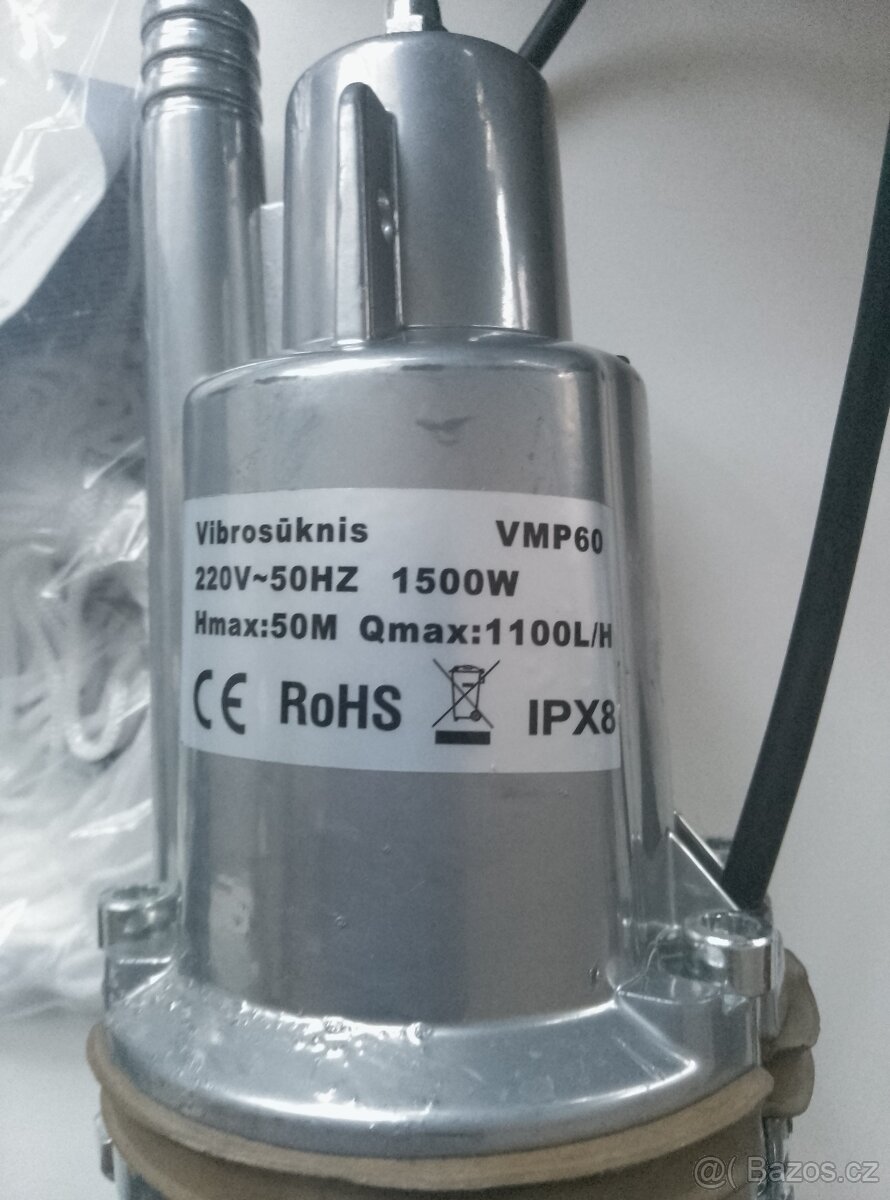 Vibrosūknis VMP60
220V~50HZ 1500W
Hmax:50M Qmax:1100L/H
CE RoHS IPX8
@( Bazos.cz